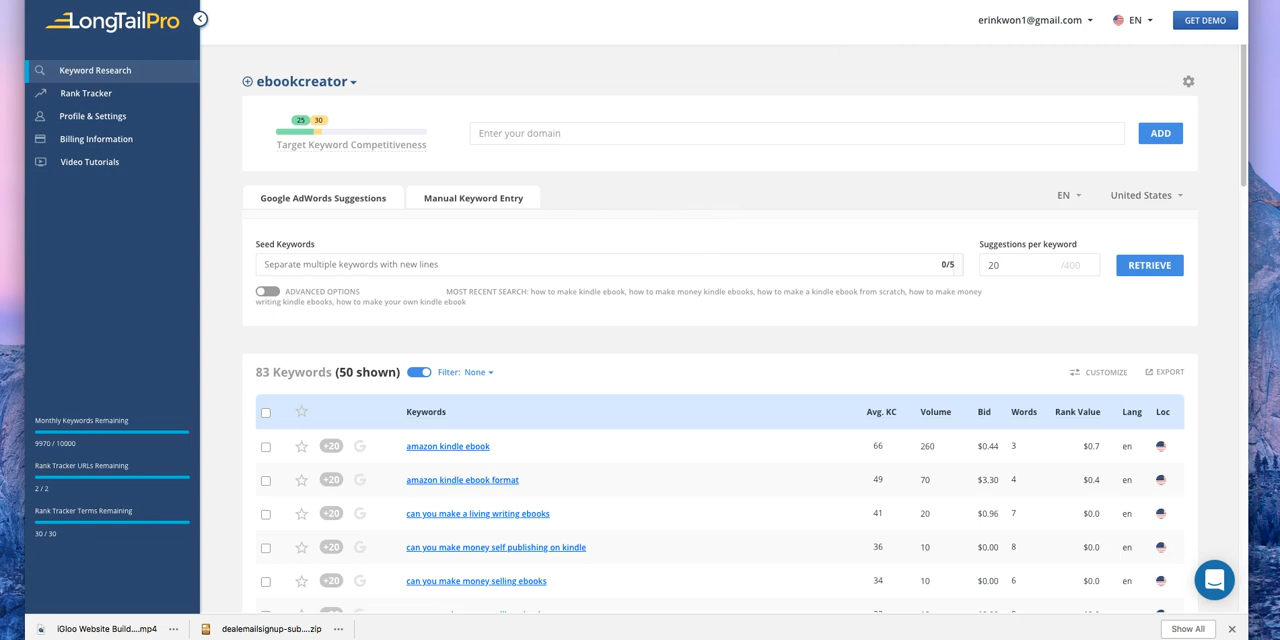 LongTailPro
erinkwon1@gmail.com
EN
GET DEMO
Keyword Research
Rank Tracker
Profile & Settings
Billing Information
Video Tutorials
ebookcreator
25 30
Target Keyword Competitiveness
Enter your domain
ADD
Google AdWords Suggestions
Manual Keyword Entry
EN
United States
Seed Keywords
Suggestions per keyword
Separate multiple keywords with new lines
0/5
20 /400
RETRIEVE
ADVANCED OPTIONS
MOST RECENT SEARCH: how to make kindle ebook, how to make money kindle ebooks, how to make a kindle ebook from scratch, how to make money
writing kindle ebooks, how to make your own kindle ebook
83 Keywords (50 shown)
Filter: None
CUSTOMIZE
EXPORT
Keywords Avg. KC Volume Bid Words Rank Value Lang Loc
+20 G amazon kindle ebook 66 260 $0.44 3 $0.7 en
+20 G amazon kindle ebook format 49 70 $3.30 4 $0.4 en
+20 G can you make a living writing ebooks 41 20 $0.96 7 $0.0 en
+20 G can you make money self publishing on kindle 36 10 $0.00 8 $0.0 en
+20 G can you make money selling ebooks 34 10 $0.00 6 $0.0 en
Monthly Keywords Remaining
9970 / 10000
Rank Tracker URLs Remaining
2 / 2
Rank Tracker Terms Remaining
30 / 30
iGloo Website Build....mp4
dealemailsignup-sub....zip
Show All